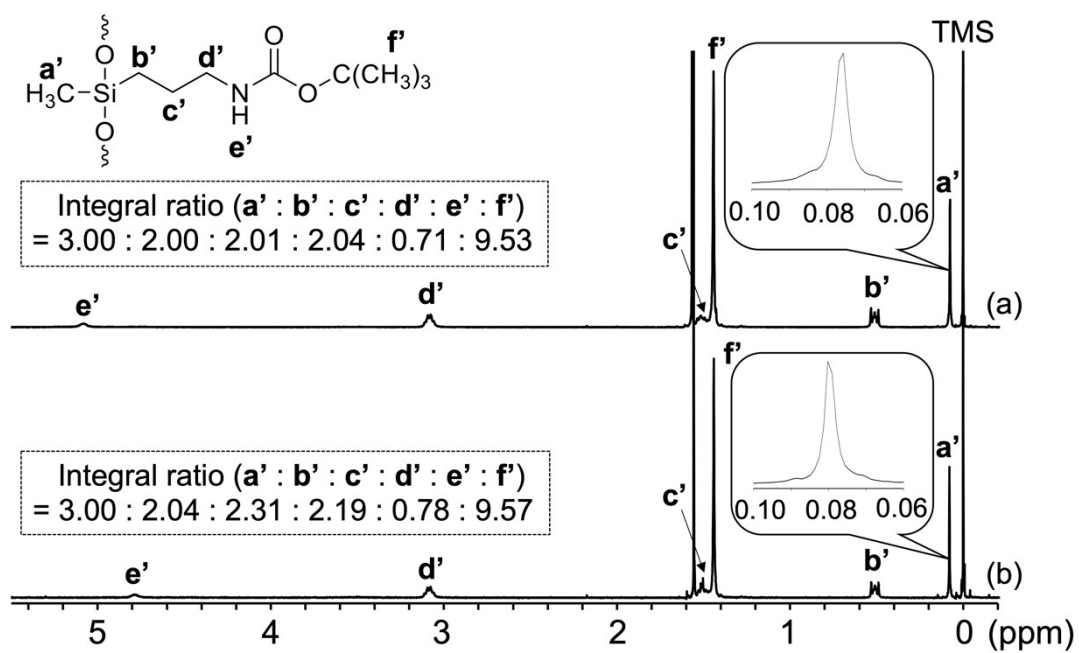 O
a'
b'
d'
O
f'
H₃C
Si
C(CH₃)₃
c'
N
O
O
H
e'
Integral ratio (a' : b' : c' : d' : e' : f')
= 3.00 : 2.00 : 2.01 : 2.04 : 0.71 : 9.53
f'
TMS
0.10 0.08 0.06
a'
c'
b'
e'
d'
(a)
Integral ratio (a' : b' : c' : d' : e' : f')
= 3.00 : 2.04 : 2.31 : 2.19 : 0.78 : 9.57
f'
0.10 0.08 0.06
a'
c'
b'
e'
d'
(b)
5 4 3 2 1 0 (ppm)